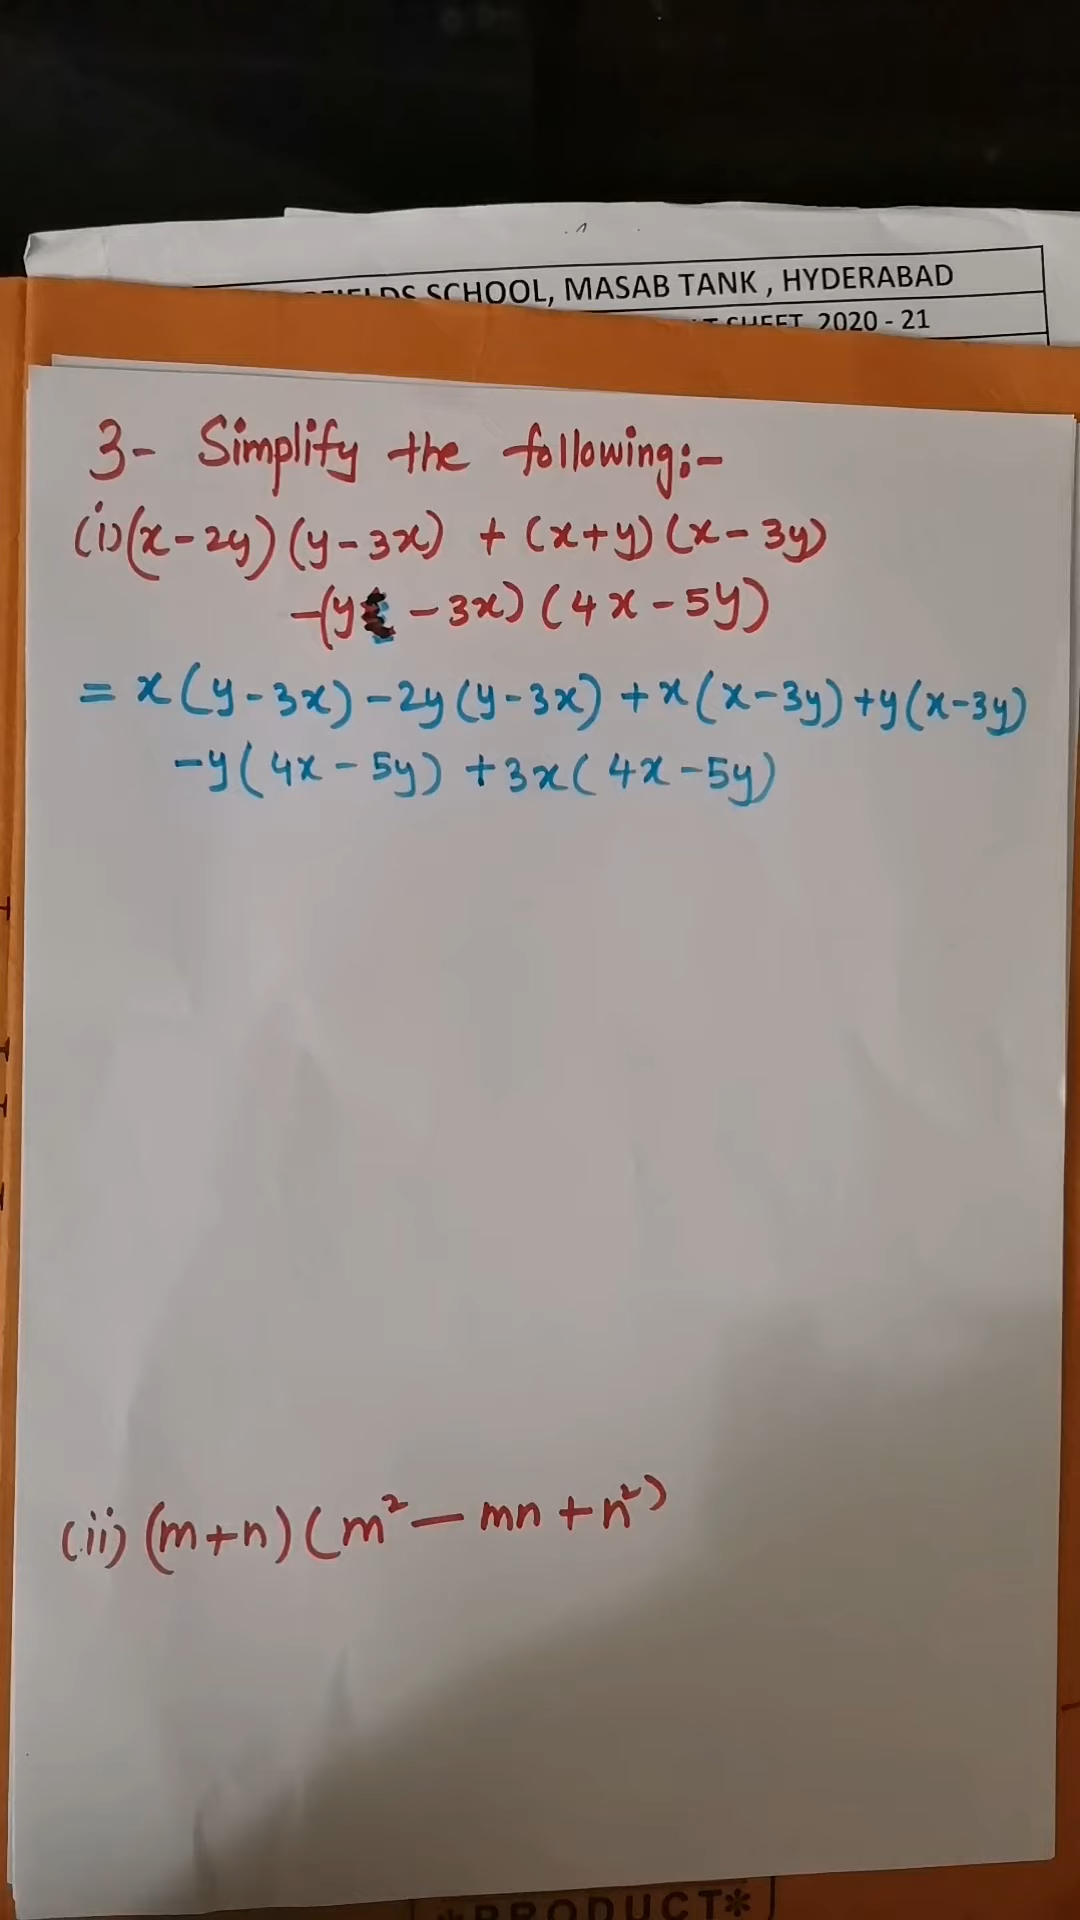 SCHOOL, MASAB TANK , HYDERABAD
SHEET 2020 - 21
3- Simplify the following:-
(i) (x-2y) (y-3x) + (x+y) (x-3y)
-(y -3x) (4x-5y)
= x(y-3x) -2y(y-3x) +x(x-3y)+y(x-3y)
-y(4x-5y) +3x(4x-5y)
(ii) (m+n) (m²-mn+n²)
*PRODUCT*